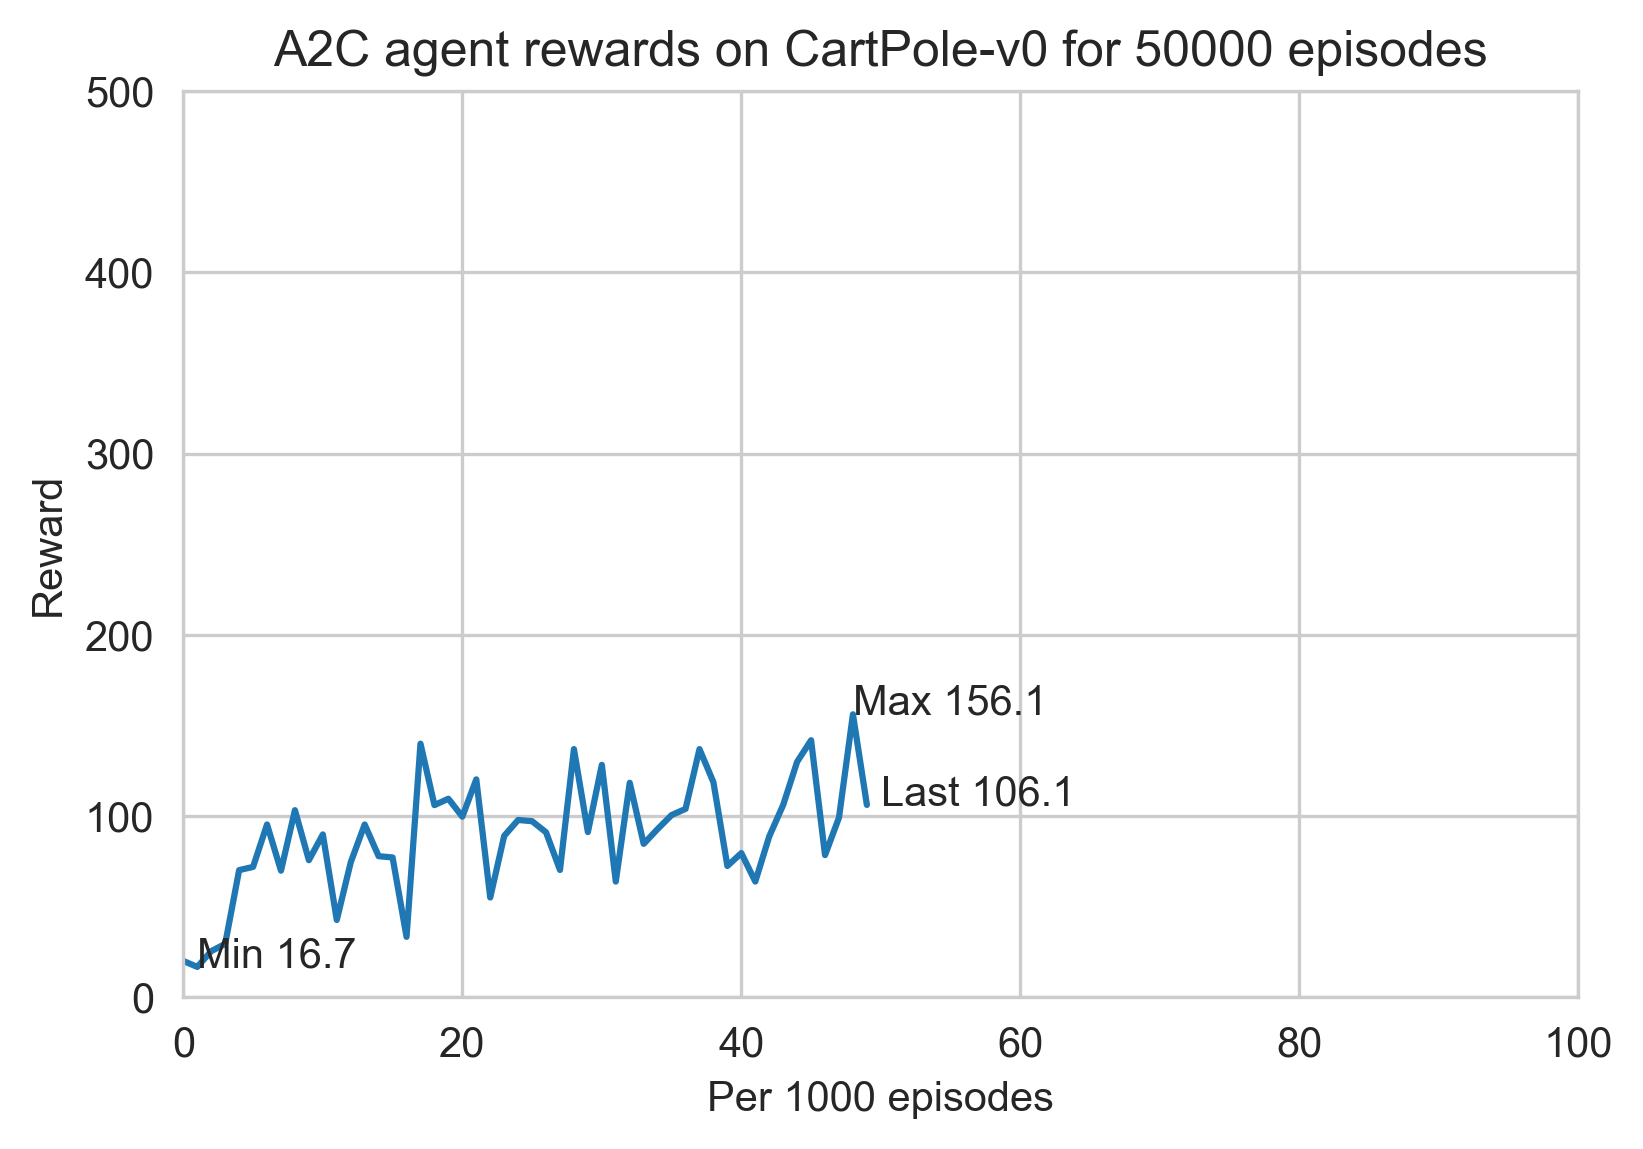 A2C agent rewards on CartPole-v0 for 50000 episodes
500
400
300
200
100
0
Reward
Max 156.1
Last 106.1
Min 16.7
0 20 40 60 80 100
Per 1000 episodes